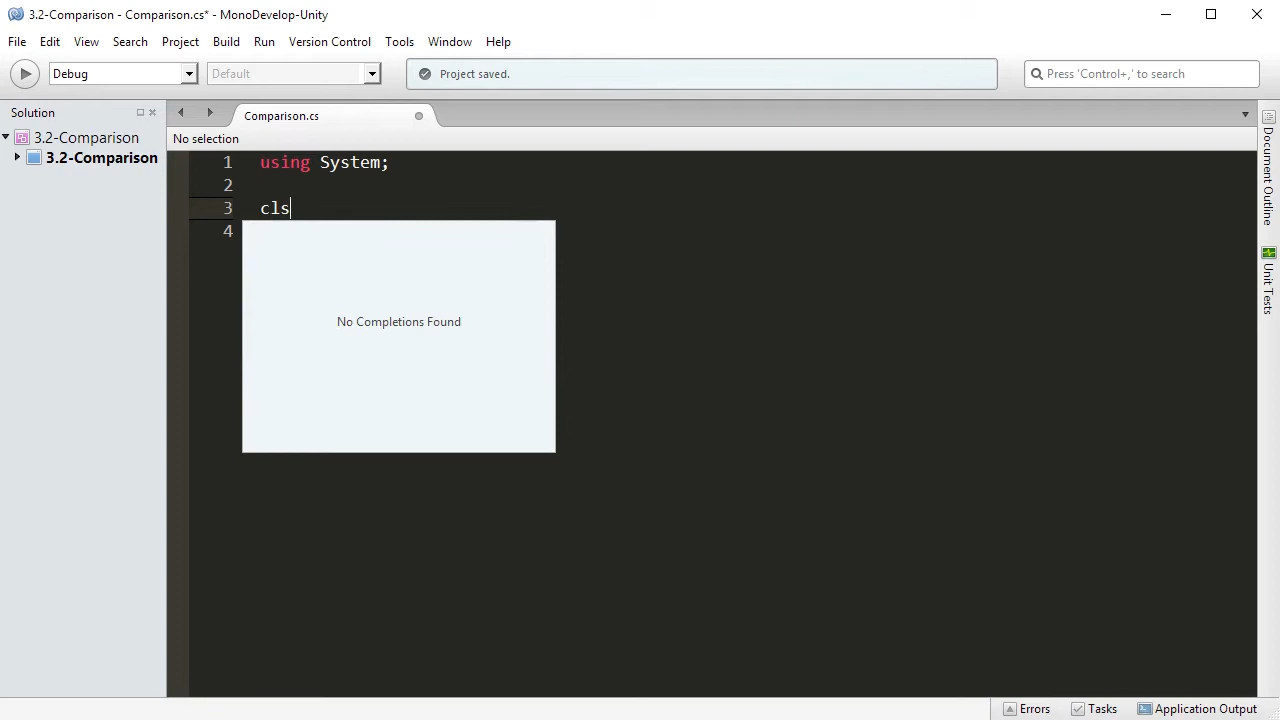 3.2-Comparison - Comparison.cs* - MonoDevelop-Unity
File Edit View Search Project Build Run Version Control Tools Window Help
Debug Default Project saved. Press 'Control+,' to search
Solution
3.2-Comparison
3.2-Comparison
Comparison.cs
No selection
1 using System;
2
3 cls
4
No Completions Found
Document Outline
Unit Tests
Errors Tasks Application Output